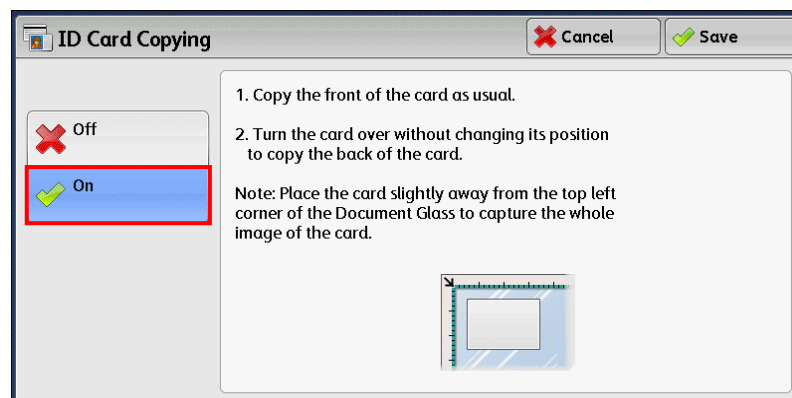 ID Card Copying
Cancel
Save
Off
On
1. Copy the front of the card as usual.
2. Turn the card over without changing its position
to copy the back of the card.
Note: Place the card slightly away from the top left
corner of the Document Glass to capture the whole
image of the card.